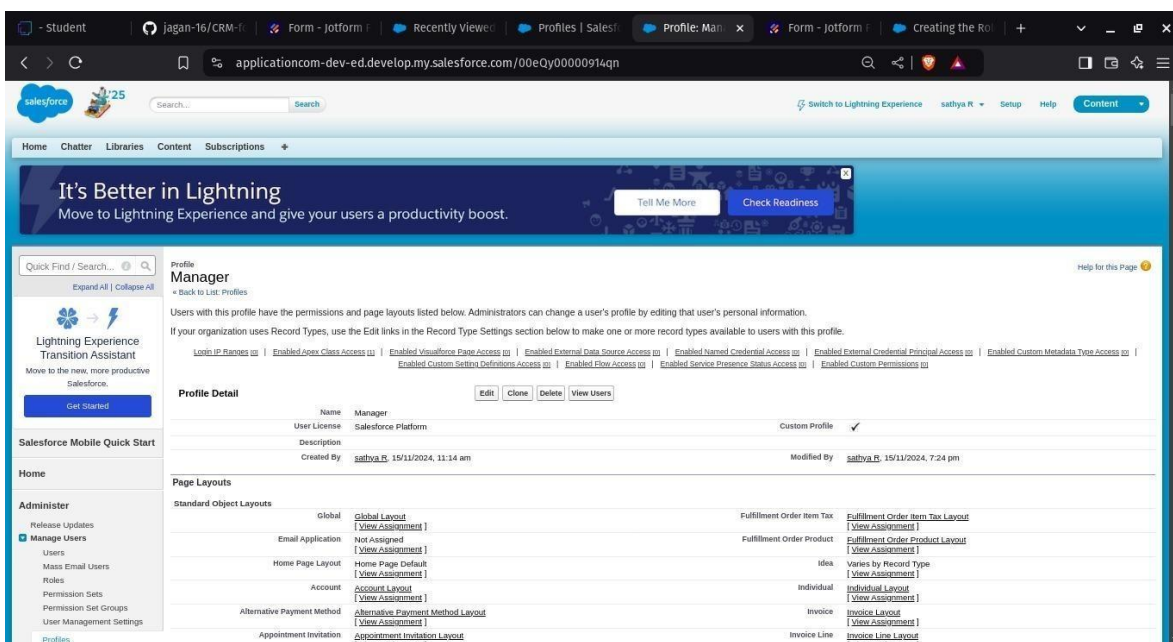 - Student
jagan-16/CRM-f
Form - Jotform F
Recently Viewed
Profiles | Salesf
Profile: Man
Form - Jotform F
Creating the Ro
applicationcom-dev-ed.develop.my.salesforce.com/00eQy00000914qn
salesforce
'25
Search...
Search
Switch to Lightning Experience
sathya R
Setup
Help
Content
Home Chatter Libraries Content Subscriptions +
It's Better in Lightning
Move to Lightning Experience and give your users a productivity boost.
Tell Me More
Check Readiness
Quick Find / Search...
Expand All | Collapse All
Lightning Experience
Transition Assistant
Move to the new, more productive
Salesforce.
Get Started
Salesforce Mobile Quick Start
Home
Administer
Release Updates
Manage Users
Users
Mass Email Users
Roles
Permission Sets
Permission Set Groups
User Management Settings
Profiles
Profile
Manager
« Back to List: Profiles
Help for this Page
Users with this profile have the permissions and page layouts listed below. Administrators can change a user's profile by editing that user's personal information.
If your organization uses Record Types, use the Edit links in the Record Type Settings section below to make one or more record types available to users with this profile.
Login IP Ranges [0] | Enabled Apex Class Access [1] | Enabled Visualforce Page Access [0] | Enabled External Data Source Access [0] | Enabled Named Credential Access [0] | Enabled External Credential Principal Access [0] | Enabled Custom Metadata Type Access [0] |
Enabled Custom Setting Definitions Access [0] | Enabled Flow Access [0] | Enabled Service Presence Status Access [0] | Enabled Custom Permissions [0]
Profile Detail Edit Clone Delete View Users
Name Manager
User License Salesforce Platform Custom Profile ✓
Description
Created By sathya R, 15/11/2024, 11:14 am Modified By sathya R, 15/11/2024, 7:24 pm
Page Layouts
Standard Object Layouts
Global Global Layout Fulfillment Order Item Tax Fulfillment Order Item Tax Layout
[ View Assignment ] [ View Assignment ]
Email Application Not Assigned Fulfillment Order Product Fulfillment Order Product Layout
[ View Assignment ] [ View Assignment ]
Home Page Layout Home Page Default Idea Varies by Record Type
[ View Assignment ] [ View Assignment ]
Account Account Layout Individual Individual Layout
[ View Assignment ] [ View Assignment ]
Alternative Payment Method Alternative Payment Method Layout Invoice Invoice Layout
[ View Assignment ] [ View Assignment ]
Appointment Invitation Appointment Invitation Layout Invoice Line Invoice Line Layout